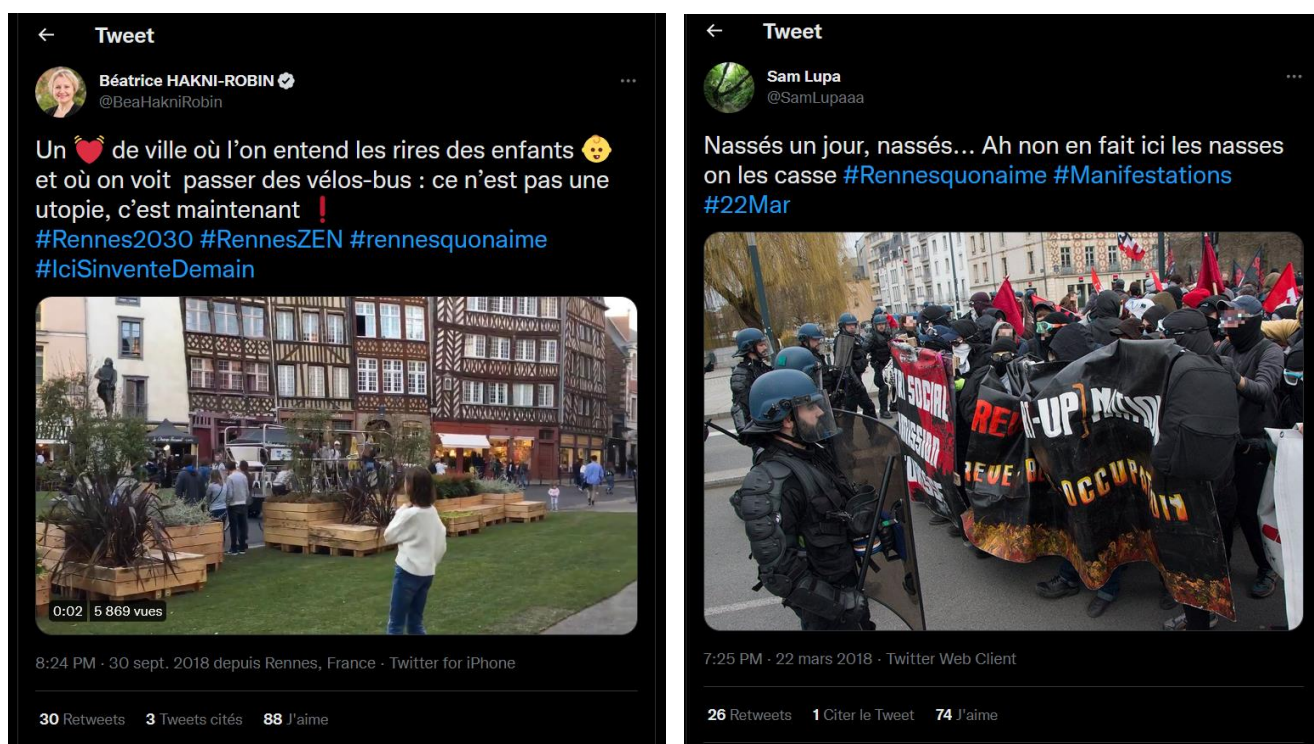 ← Tweet
Béatrice HAKNI-ROBIN
@BeaHakniRobin
Un 💓 de ville où l’on entend les rires des enfants 👶
et où on voit passer des vélos-bus : ce n’est pas une
utopie, c’est maintenant ❗
#Rennes2030 #RennesZEN #rennesquonaime
#IciSinventeDemain
0:02 5 869 vues
8:24 PM · 30 sept. 2018 depuis Rennes, France · Twitter for iPhone
30 Retweets 3 Tweets cités 88 J’aime
← Tweet
Sam Lupa
@SamLupaaa
Nassés un jour, nassés... Ah non en fait ici les nasses
on les casse #Rennesquonaime #Manifestations
#22Mar
SOCIAL
OCCUP
7:25 PM · 22 mars 2018 · Twitter Web Client
26 Retweets 1 Citer le Tweet 74 J’aime